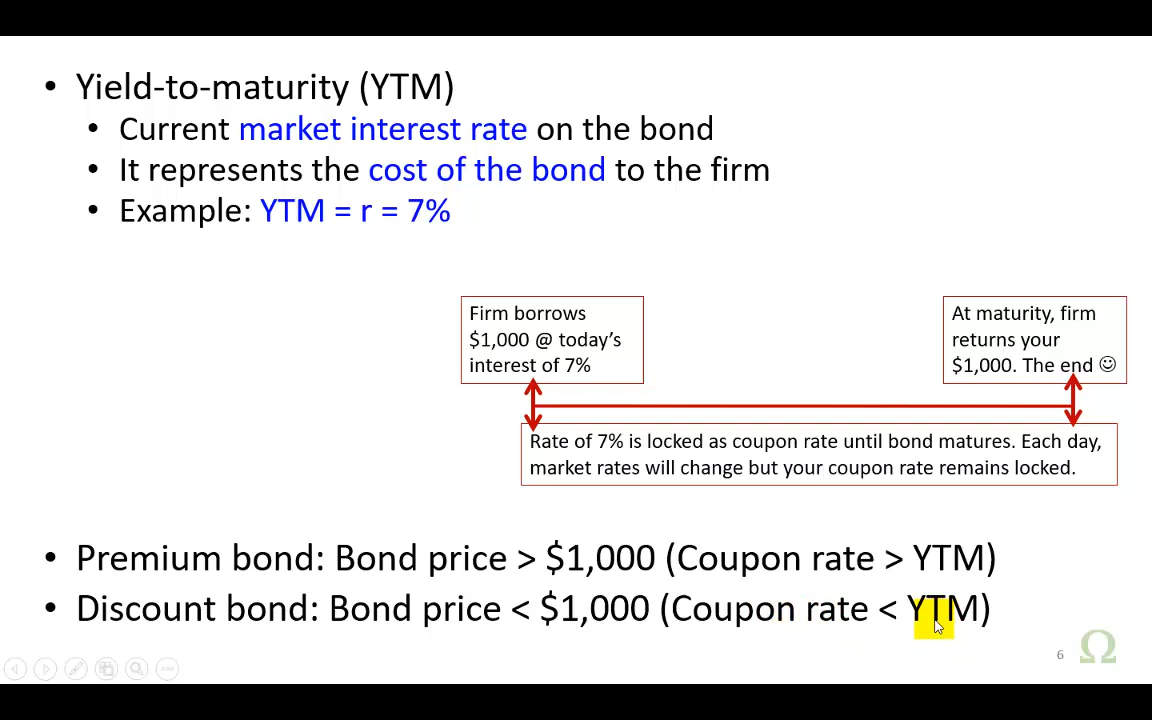 • Yield-to-maturity (YTM)
• Current market interest rate on the bond
• It represents the cost of the bond to the firm
• Example: YTM = r = 7%
Firm borrows
$1,000 @ today’s
interest of 7%
At maturity, firm
returns your
$1,000. The end ☺
Rate of 7% is locked as coupon rate until bond matures. Each day,
market rates will change but your coupon rate remains locked.
• Premium bond: Bond price > $1,000 (Coupon rate > YTM)
• Discount bond: Bond price < $1,000 (Coupon rate < YTM)
6
Ω